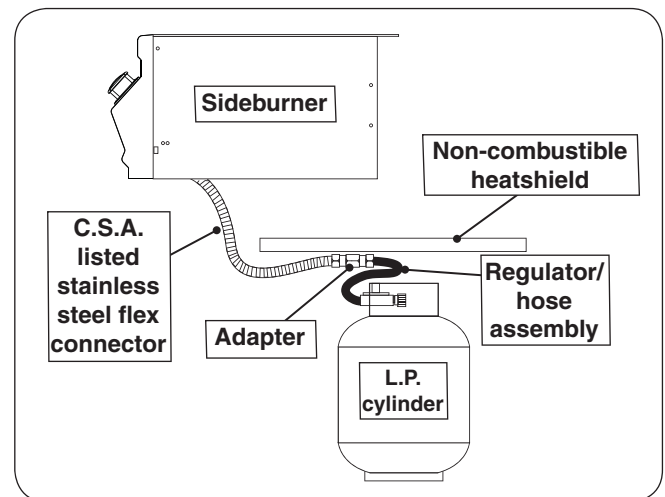 Sideburner
Non-combustible
heatshield
C.S.A.
listed
stainless
steel flex
connector
Adapter
Regulator/
hose
assembly
L.P.
cylinder